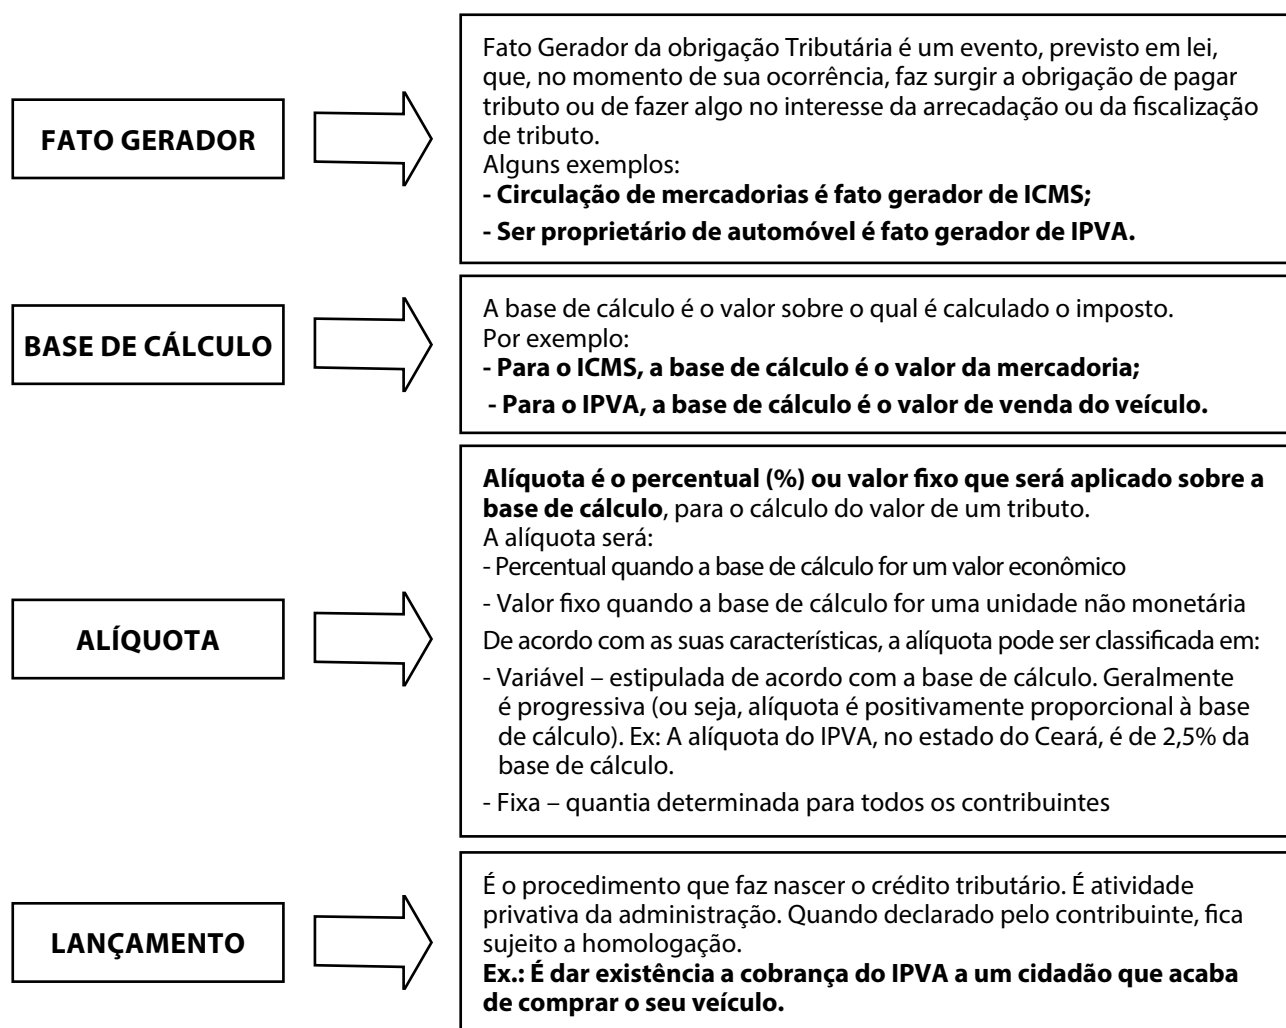 FATO GERADOR
Fato Gerador da obrigação Tributária é um evento, previsto em lei,
que, no momento de sua ocorrência, faz surgir a obrigação de pagar
tributo ou de fazer algo no interesse da arrecadação ou da fiscalização
de tributo.
Alguns exemplos:
- Circulação de mercadorias é fato gerador de ICMS;
- Ser proprietário de automóvel é fato gerador de IPVA.
BASE DE CÁLCULO
A base de cálculo é o valor sobre o qual é calculado o imposto.
Por exemplo:
- Para o ICMS, a base de cálculo é o valor da mercadoria;
- Para o IPVA, a base de cálculo é o valor de venda do veículo.
ALÍQUOTA
Alíquota é o percentual (%) ou valor fixo que será aplicado sobre a
base de cálculo, para o cálculo do valor de um tributo.
A alíquota será:
- Percentual quando a base de cálculo for um valor econômico
- Valor fixo quando a base de cálculo for uma unidade não monetária
De acordo com as suas características, a alíquota pode ser classificada em:
- Variável – estipulada de acordo com a base de cálculo. Geralmente
é progressiva (ou seja, alíquota é positivamente proporcional à base
de cálculo). Ex: A alíquota do IPVA, no estado do Ceará, é de 2,5% da
base de cálculo.
- Fixa – quantia determinada para todos os contribuintes
LANÇAMENTO
É o procedimento que faz nascer o crédito tributário. É atividade
privativa da administração. Quando declarado pelo contribuinte, fica
sujeito a homologação.
Ex.: É dar existência a cobrança do IPVA a um cidadão que acaba
de comprar o seu veículo.